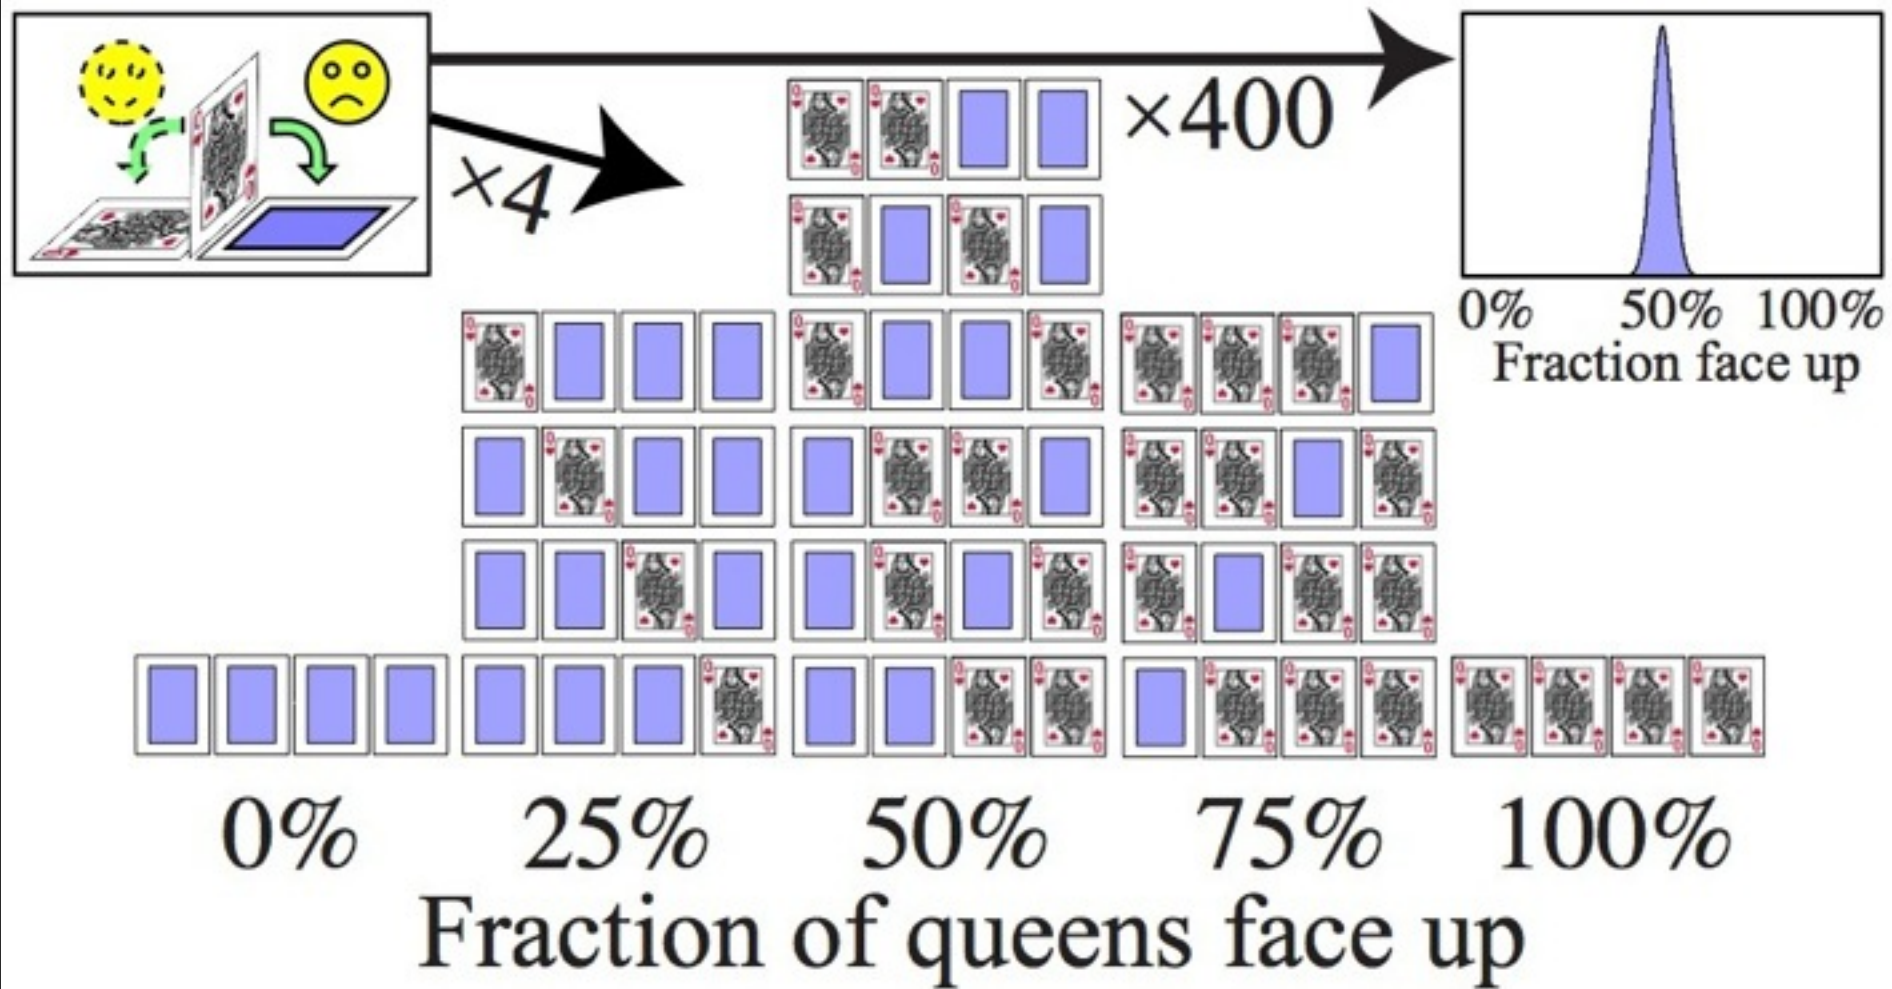 ×4
×400
0% 50% 100%
Fraction face up
0% 25% 50% 75% 100%
Fraction of queens face up